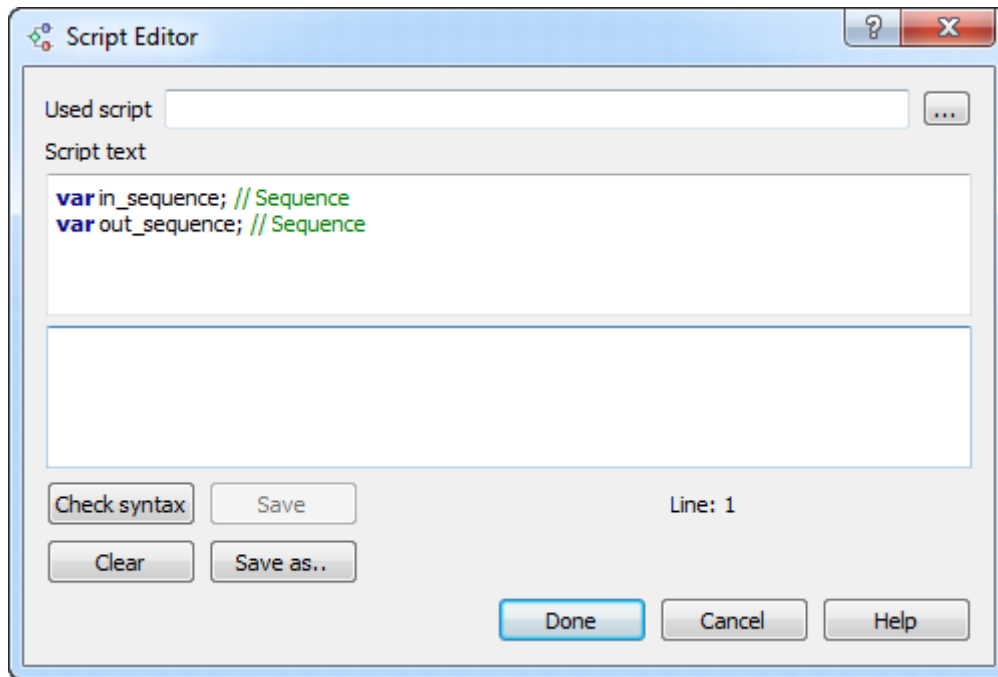 Script Editor
Used script
...
Script text
var in_sequence; // Sequence
var out_sequence; // Sequence
Check syntax
Save
Line: 1
Clear
Save as..
Done
Cancel
Help